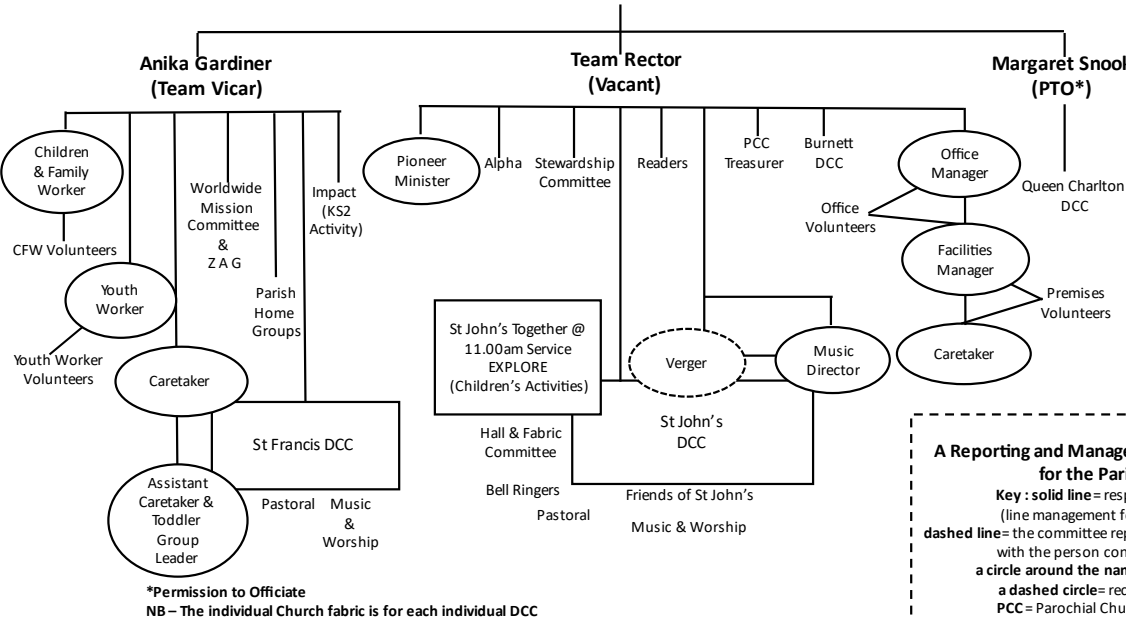 Anika Gardiner
(Team Vicar)
Team Rector
(Vacant)
Margaret Snook
(PTO*)
Children
& Family
Worker
CFW Volunteers
Youth
Worker
Youth Worker
Volunteers
Caretaker
Assistant
Caretaker &
Toddler
Group
Leader
Worldwide
Mission
Committee
&
Z A G
Parish
Home
Groups
Impact
(KS2
Activity)
St Francis DCC
Pastoral
Music
&
Worship
Pioneer
Minister
Alpha
Stewardship
Committee
Readers
PCC
Treasurer
Burnett
DCC
Office
Manager
Office
Volunteers
Facilities
Manager
Premises
Volunteers
Caretaker
Queen Charlton
DCC
St John’s Together @
11.00am Service
EXPLORE
(Children’s Activities)
Verger
Music
Director
St John’s
DCC
Hall & Fabric
Committee
Bell Ringers
Pastoral
Friends of St John’s
Music & Worship
A Reporting and Manage
for the Pari
Key : solid line = resp
(line management f
dashed line= the committee rep
with the person con
a circle around the nam
a dashed circle= rec
PCC = Parochial Chu
*Permission to Officiate
NB – The individual Church fabric is for each individual DCC